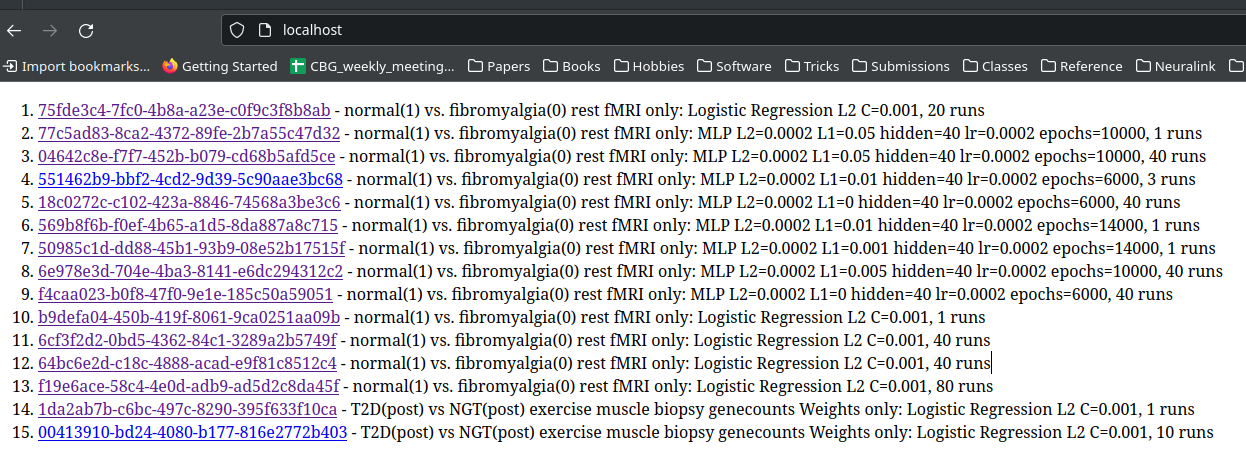 localhost
Import bookmarks... Getting Started CBG_weekly_meeting... Papers Books Hobbies Software Tricks Submissions Classes Reference Neuralink
1. 75fde3c4-7fc0-4b8a-a23e-c0f9c3f8b8ab - normal(1) vs. fibromyalgia(0) rest fMRI only: Logistic Regression L2 C=0.001, 20 runs
2. 77c5ad83-8ca2-4372-89fe-2b7a55c47d32 - normal(1) vs. fibromyalgia(0) rest fMRI only: MLP L2=0.0002 L1=0.05 hidden=40 lr=0.0002 epochs=10000, 1 runs
3. 04642c8e-f7f7-452b-b079-cd68b5afd5ce - normal(1) vs. fibromyalgia(0) rest fMRI only: MLP L2=0.0002 L1=0.05 hidden=40 lr=0.0002 epochs=10000, 40 runs
4. 551462b9-bbf2-4cd2-9d39-5c90aae3bc68 - normal(1) vs. fibromyalgia(0) rest fMRI only: MLP L2=0.0002 L1=0.01 hidden=40 lr=0.0002 epochs=6000, 3 runs
5. 18c0272c-c102-423a-8846-74568a3be3c6 - normal(1) vs. fibromyalgia(0) rest fMRI only: MLP L2=0.0002 L1=0 hidden=40 lr=0.0002 epochs=6000, 40 runs
6. 569b8f6b-f0ef-4b65-a1d5-8da887a8c715 - normal(1) vs. fibromyalgia(0) rest fMRI only: MLP L2=0.0002 L1=0.01 hidden=40 lr=0.0002 epochs=14000, 1 runs
7. 50985c1d-dd88-45b1-93b9-08e52b17515f - normal(1) vs. fibromyalgia(0) rest fMRI only: MLP L2=0.0002 L1=0.001 hidden=40 lr=0.0002 epochs=14000, 1 runs
8. 6e978e3d-704e-4ba3-8141-e6dc294312c2 - normal(1) vs. fibromyalgia(0) rest fMRI only: MLP L2=0.0002 L1=0.005 hidden=40 lr=0.0002 epochs=10000, 40 runs
9. f4caa023-b0f8-47f0-9e1e-185c50a59051 - normal(1) vs. fibromyalgia(0) rest fMRI only: MLP L2=0.0002 L1=0 hidden=40 lr=0.0002 epochs=6000, 40 runs
10. b9defa04-450b-419f-8061-9ca0251aa09b - normal(1) vs. fibromyalgia(0) rest fMRI only: Logistic Regression L2 C=0.001, 1 runs
11. 6cf3f2d2-0bd5-4362-84c1-3289a2b5749f - normal(1) vs. fibromyalgia(0) rest fMRI only: Logistic Regression L2 C=0.001, 40 runs
12. 64bc6e2d-c18c-4888-acad-e9f81c8512c4 - normal(1) vs. fibromyalgia(0) rest fMRI only: Logistic Regression L2 C=0.001, 40 runs
13. f19e6ace-58c4-4e0d-adb9-ad5d2c8da45f - normal(1) vs. fibromyalgia(0) rest fMRI only: Logistic Regression L2 C=0.001, 80 runs
14. 1da2ab7b-c6bc-497c-8290-395f633f10ca - T2D(post) vs NGT(post) exercise muscle biopsy genecounts Weights only: Logistic Regression L2 C=0.001, 1 runs
15. 00413910-bd24-4080-b177-816e2772b403 - T2D(post) vs NGT(post) exercise muscle biopsy genecounts Weights only: Logistic Regression L2 C=0.001, 10 runs